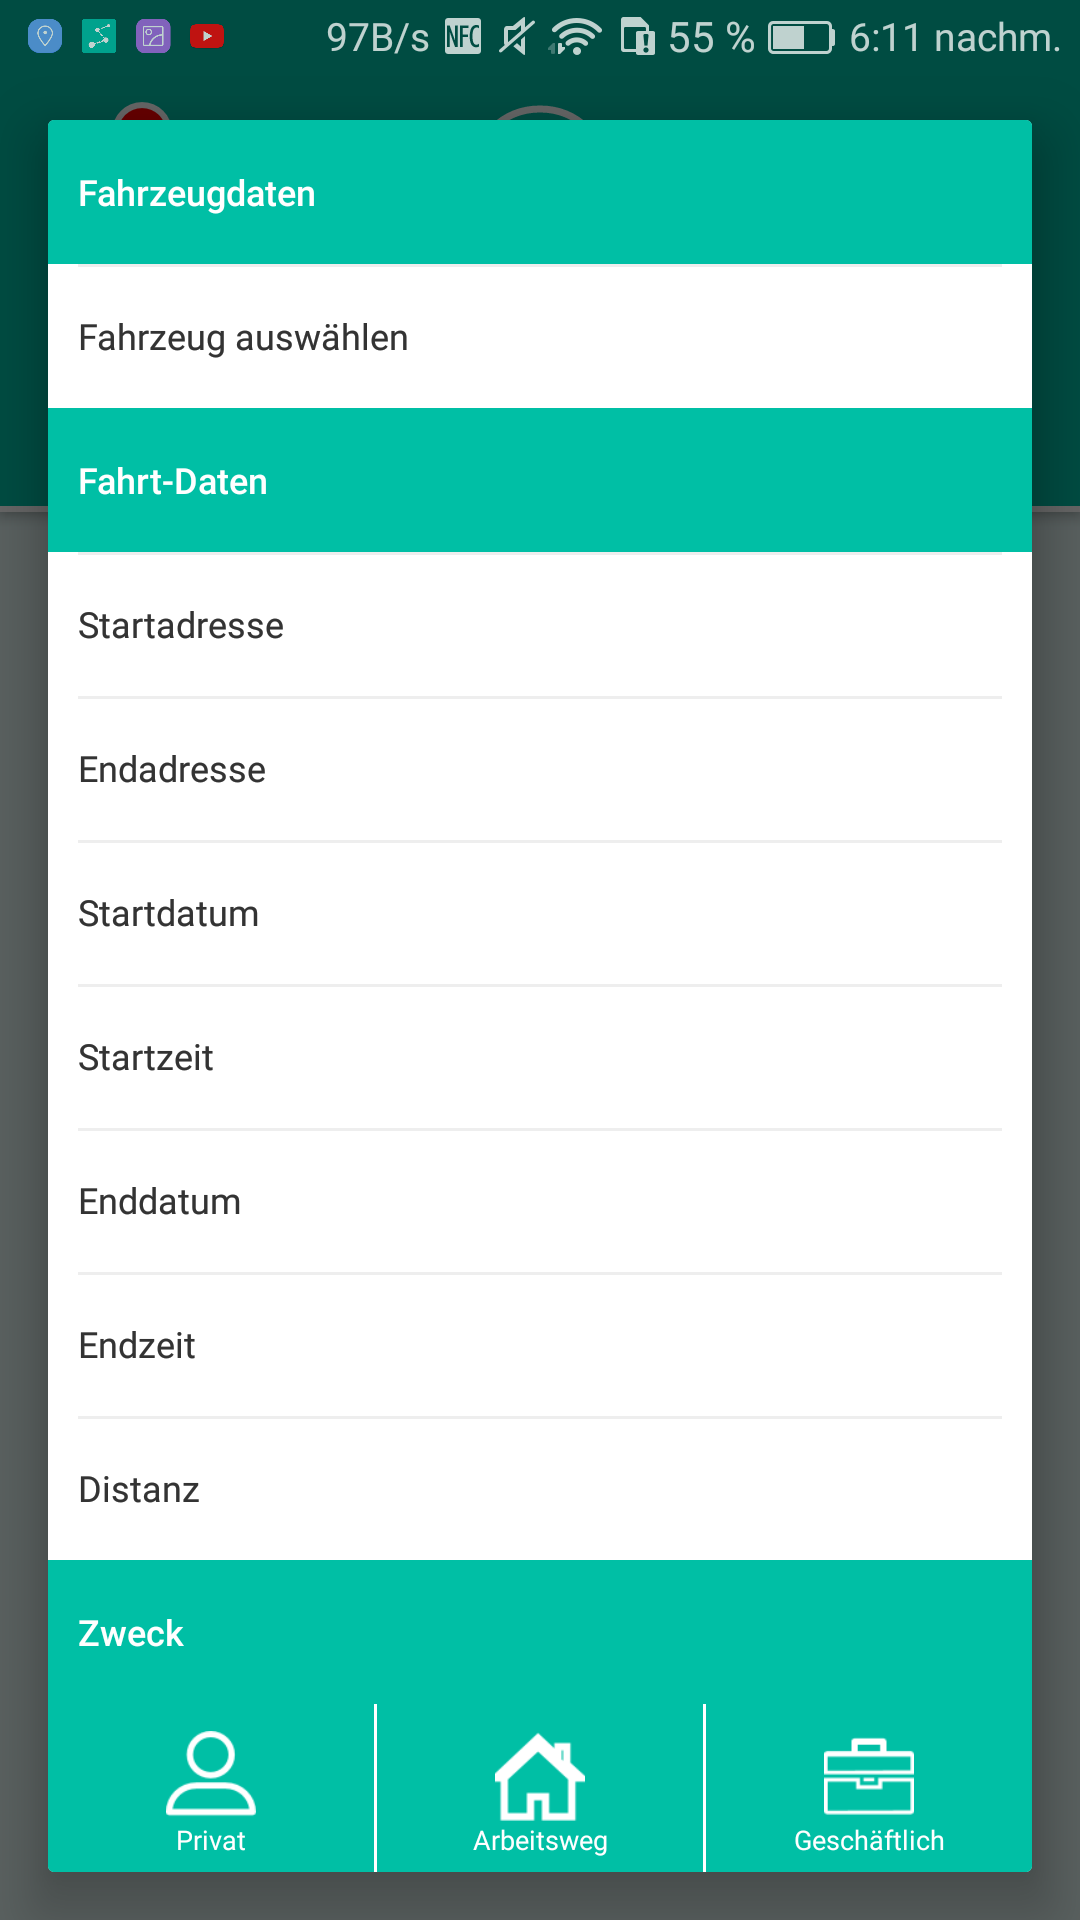 97B/s NFC 55 % 6:11 nachm.
Fahrzeugdaten
Fahrzeug auswählen
Fahrt-Daten
Startadresse
Endadresse
Startdatum
Startzeit
Enddatum
Endzeit
Distanz
Zweck
Privat Arbeitsweg Geschäftlich